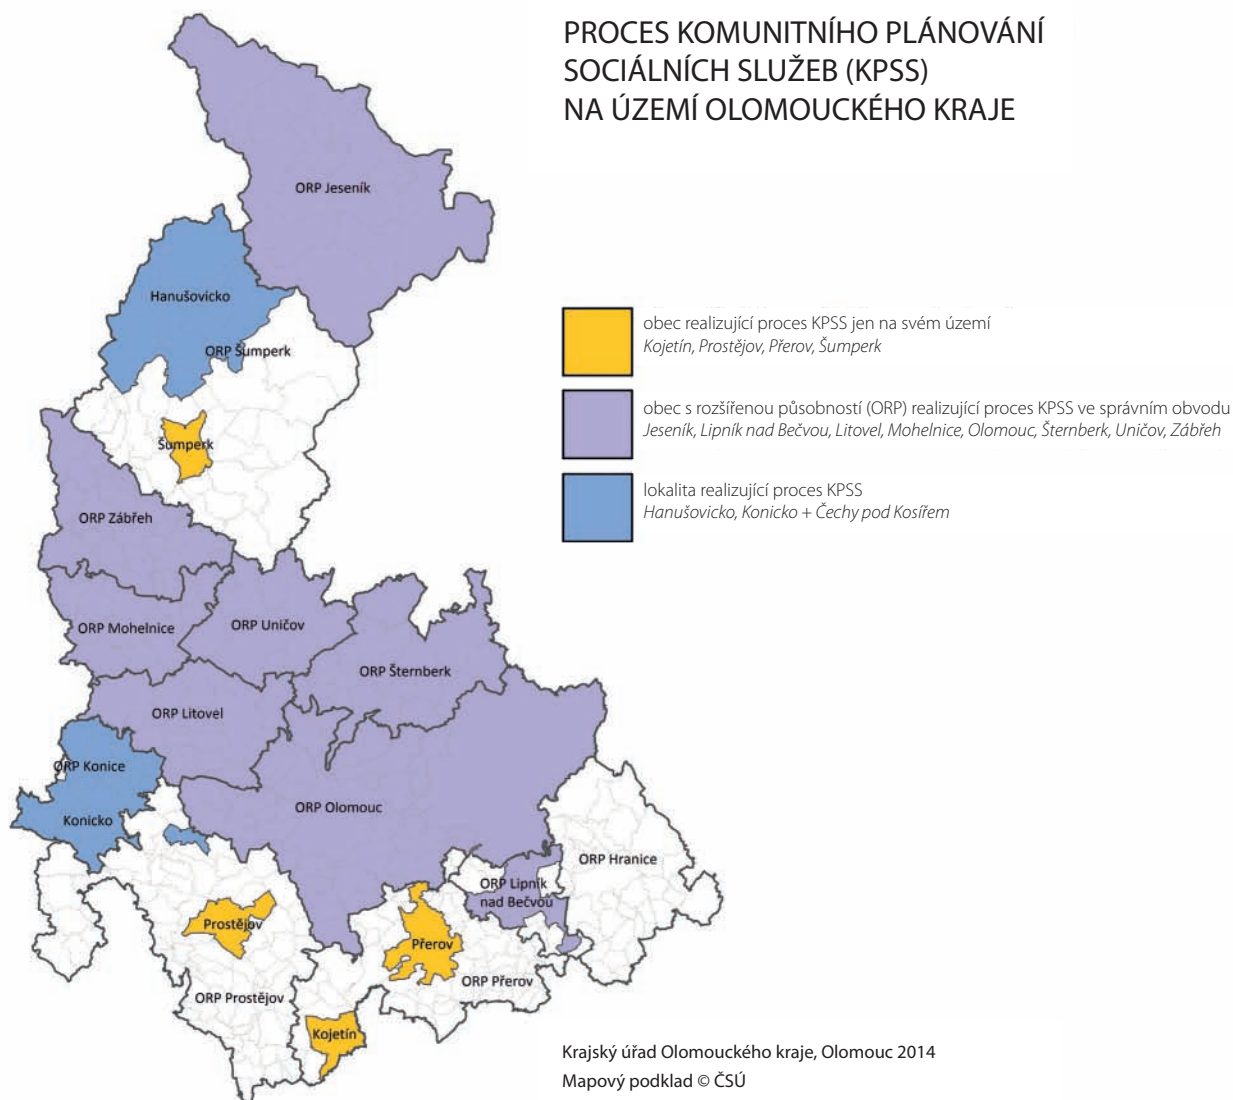 PROCES KOMUNITNÍHO PLÁNOVÁNÍ
SOCIÁLNÍCH SLUŽEB (KPSS)
NA ÚZEMÍ OLOMOUCKÉHO KRAJE
ORP Jeseník
Hanušovicko
ORP Šumperk
Šumperk
ORP Zábřeh
ORP Mohelnice
ORP Uničov
ORP Šternberk
ORP Litovel
ORP Konice
Konicko
ORP Olomouc
ORP Hranice
ORP Lipník
nad Bečvou
Prostějov
Přerov
ORP Přerov
ORP Prostějov
Kojetín
obec realizující proces KPSS jen na svém území
Kojetín, Prostějov, Přerov, Šumperk
obec s rozšířenou působností (ORP) realizující proces KPSS ve správním obvodu
Jeseník, Lipník nad Bečvou, Litovel, Mohelnice, Olomouc, Šternberk, Uničov, Zábřeh
lokalita realizující proces KPSS
Hanušovicko, Konicko + Čechy pod Kosířem
Krajský úřad Olomouckého kraje, Olomouc 2014
Mapový podklad © ČSÚ